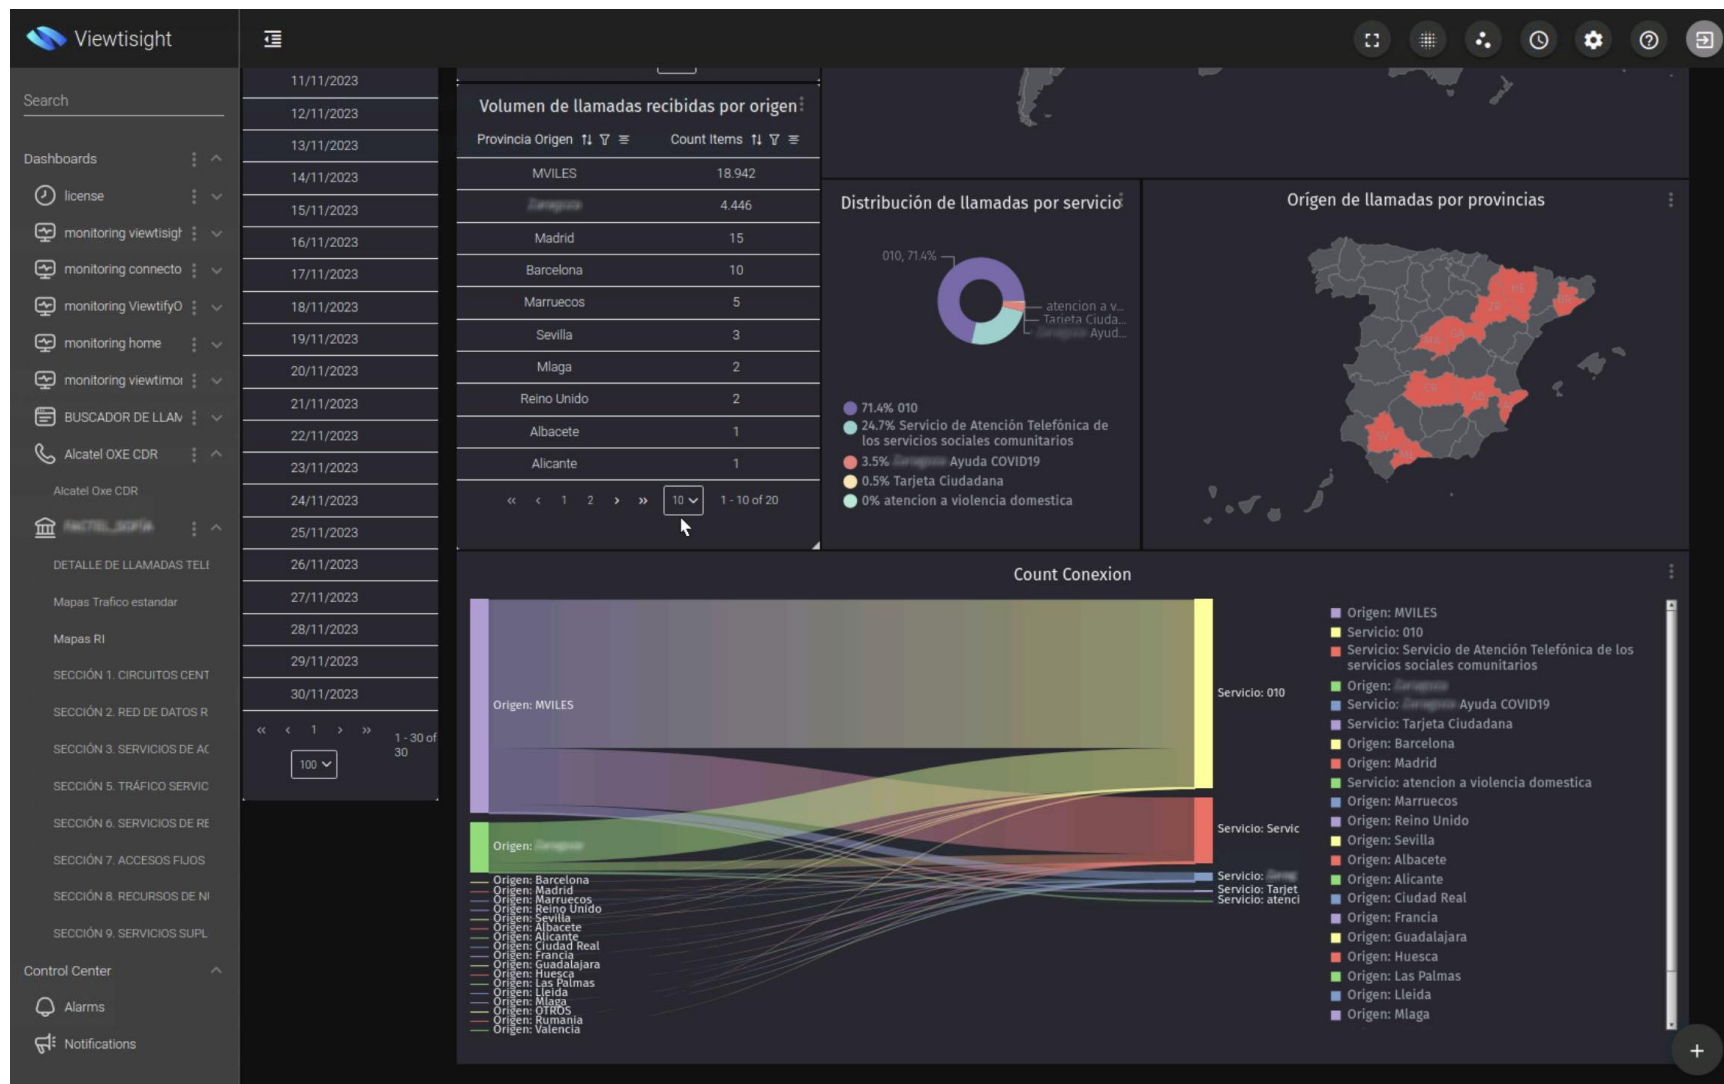 Viewtisight
Search
Dashboards
license
monitoring viewtisigh
monitoring connecto
monitoring ViewtifyO
monitoring home
monitoring viewtimor
BUSCADOR DE LLAM
Alcatel OXE CDR
Alcatel Oxe CDR
DETALLE DE LLAMADAS TELE
Mapas Trafico estandar
Mapas RI
SECCIÓN 1. CIRCUITOS CENT
SECCIÓN 2. RED DE DATOS R
SECCIÓN 3. SERVICIOS DE AC
SECCIÓN 5. TRÁFICO SERVIC
SECCIÓN 6. SERVICIOS DE RE
SECCIÓN 7. ACCESOS FIJOS
SECCIÓN 8. RECURSOS DE NU
SECCIÓN 9. SERVICIOS SUPL
Control Center
Alarms
Notifications
11/11/2023
12/11/2023
13/11/2023
14/11/2023
15/11/2023
16/11/2023
17/11/2023
18/11/2023
19/11/2023
20/11/2023
21/11/2023
22/11/2023
23/11/2023
24/11/2023
25/11/2023
26/11/2023
27/11/2023
28/11/2023
29/11/2023
30/11/2023
« ‹ 1 › » 1 - 30 of
30
100
Volumen de llamadas recibidas por origen
Provincia Origen Count Items
MVILES 18.942
4.446
Madrid 15
Barcelona 10
Marruecos 5
Sevilla 3
Mlaga 2
Reino Unido 2
Albacete 1
Alicante 1
« ‹ 1 2 › » 10 1 - 10 of 20
Distribución de llamadas por servicio
010, 71.4%
atencion a v...
Tarjeta Ciuda...
Ayud...
71.4% 010
24.7% Servicio de Atención Telefónica de
los servicios sociales comunitarios
3.5% Ayuda COVID19
0.5% Tarjeta Ciudadana
0% atencion a violencia domestica
Orígen de llamadas por provincias
Count Conexion
Origen: MVILES
Origen:
Origen: Barcelona
Origen: Madrid
Origen: Marruecos
Origen: Reino Unido
Origen: Sevilla
Origen: Albacete
Origen: Alicante
Origen: Ciudad Real
Origen: Francia
Origen: Guadalajara
Origen: Huesca
Origen: Las Palmas
Origen: Lleida
Origen: Mlaga
Origen: OTROS
Origen: Rumania
Origen: Valencia
Servicio: 010
Servicio: Servic
Servicio:
Servicio: Tarjet
Servicio: atenci
Origen: MVILES
Servicio: 010
Servicio: Servicio de Atención Telefónica de los
servicios sociales comunitarios
Origen:
Servicio: Ayuda COVID19
Servicio: Tarjeta Ciudadana
Origen: Barcelona
Origen: Madrid
Servicio: atencion a violencia domestica
Origen: Marruecos
Origen: Reino Unido
Origen: Sevilla
Origen: Albacete
Origen: Alicante
Origen: Ciudad Real
Origen: Francia
Origen: Guadalajara
Origen: Huesca
Origen: Las Palmas
Origen: Lleida
Origen: Mlaga